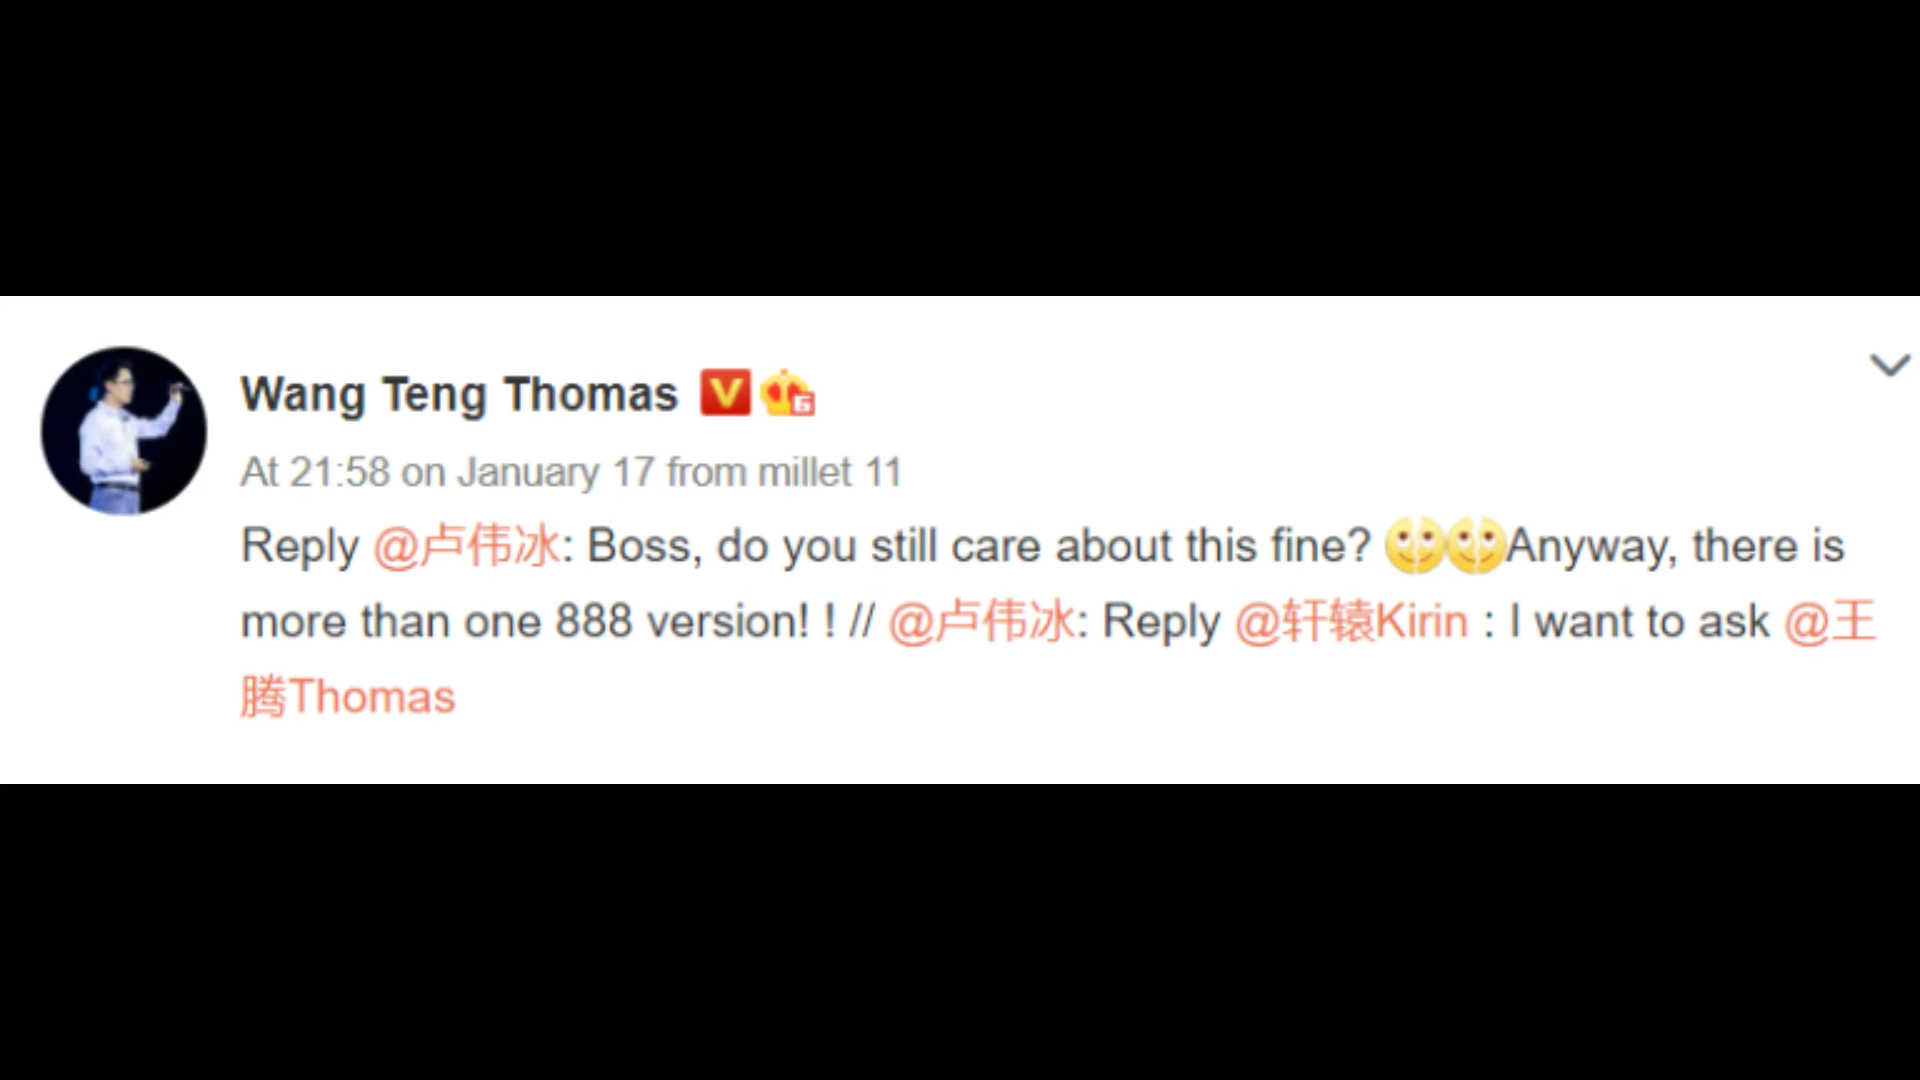 Wang Teng Thomas V 6
At 21:58 on January 17 from millet 11
Reply @卢伟冰: Boss, do you still care about this fine? Anyway, there is
more than one 888 version! ! // @卢伟冰: Reply @轩辕Kirin : I want to ask @王
腾Thomas